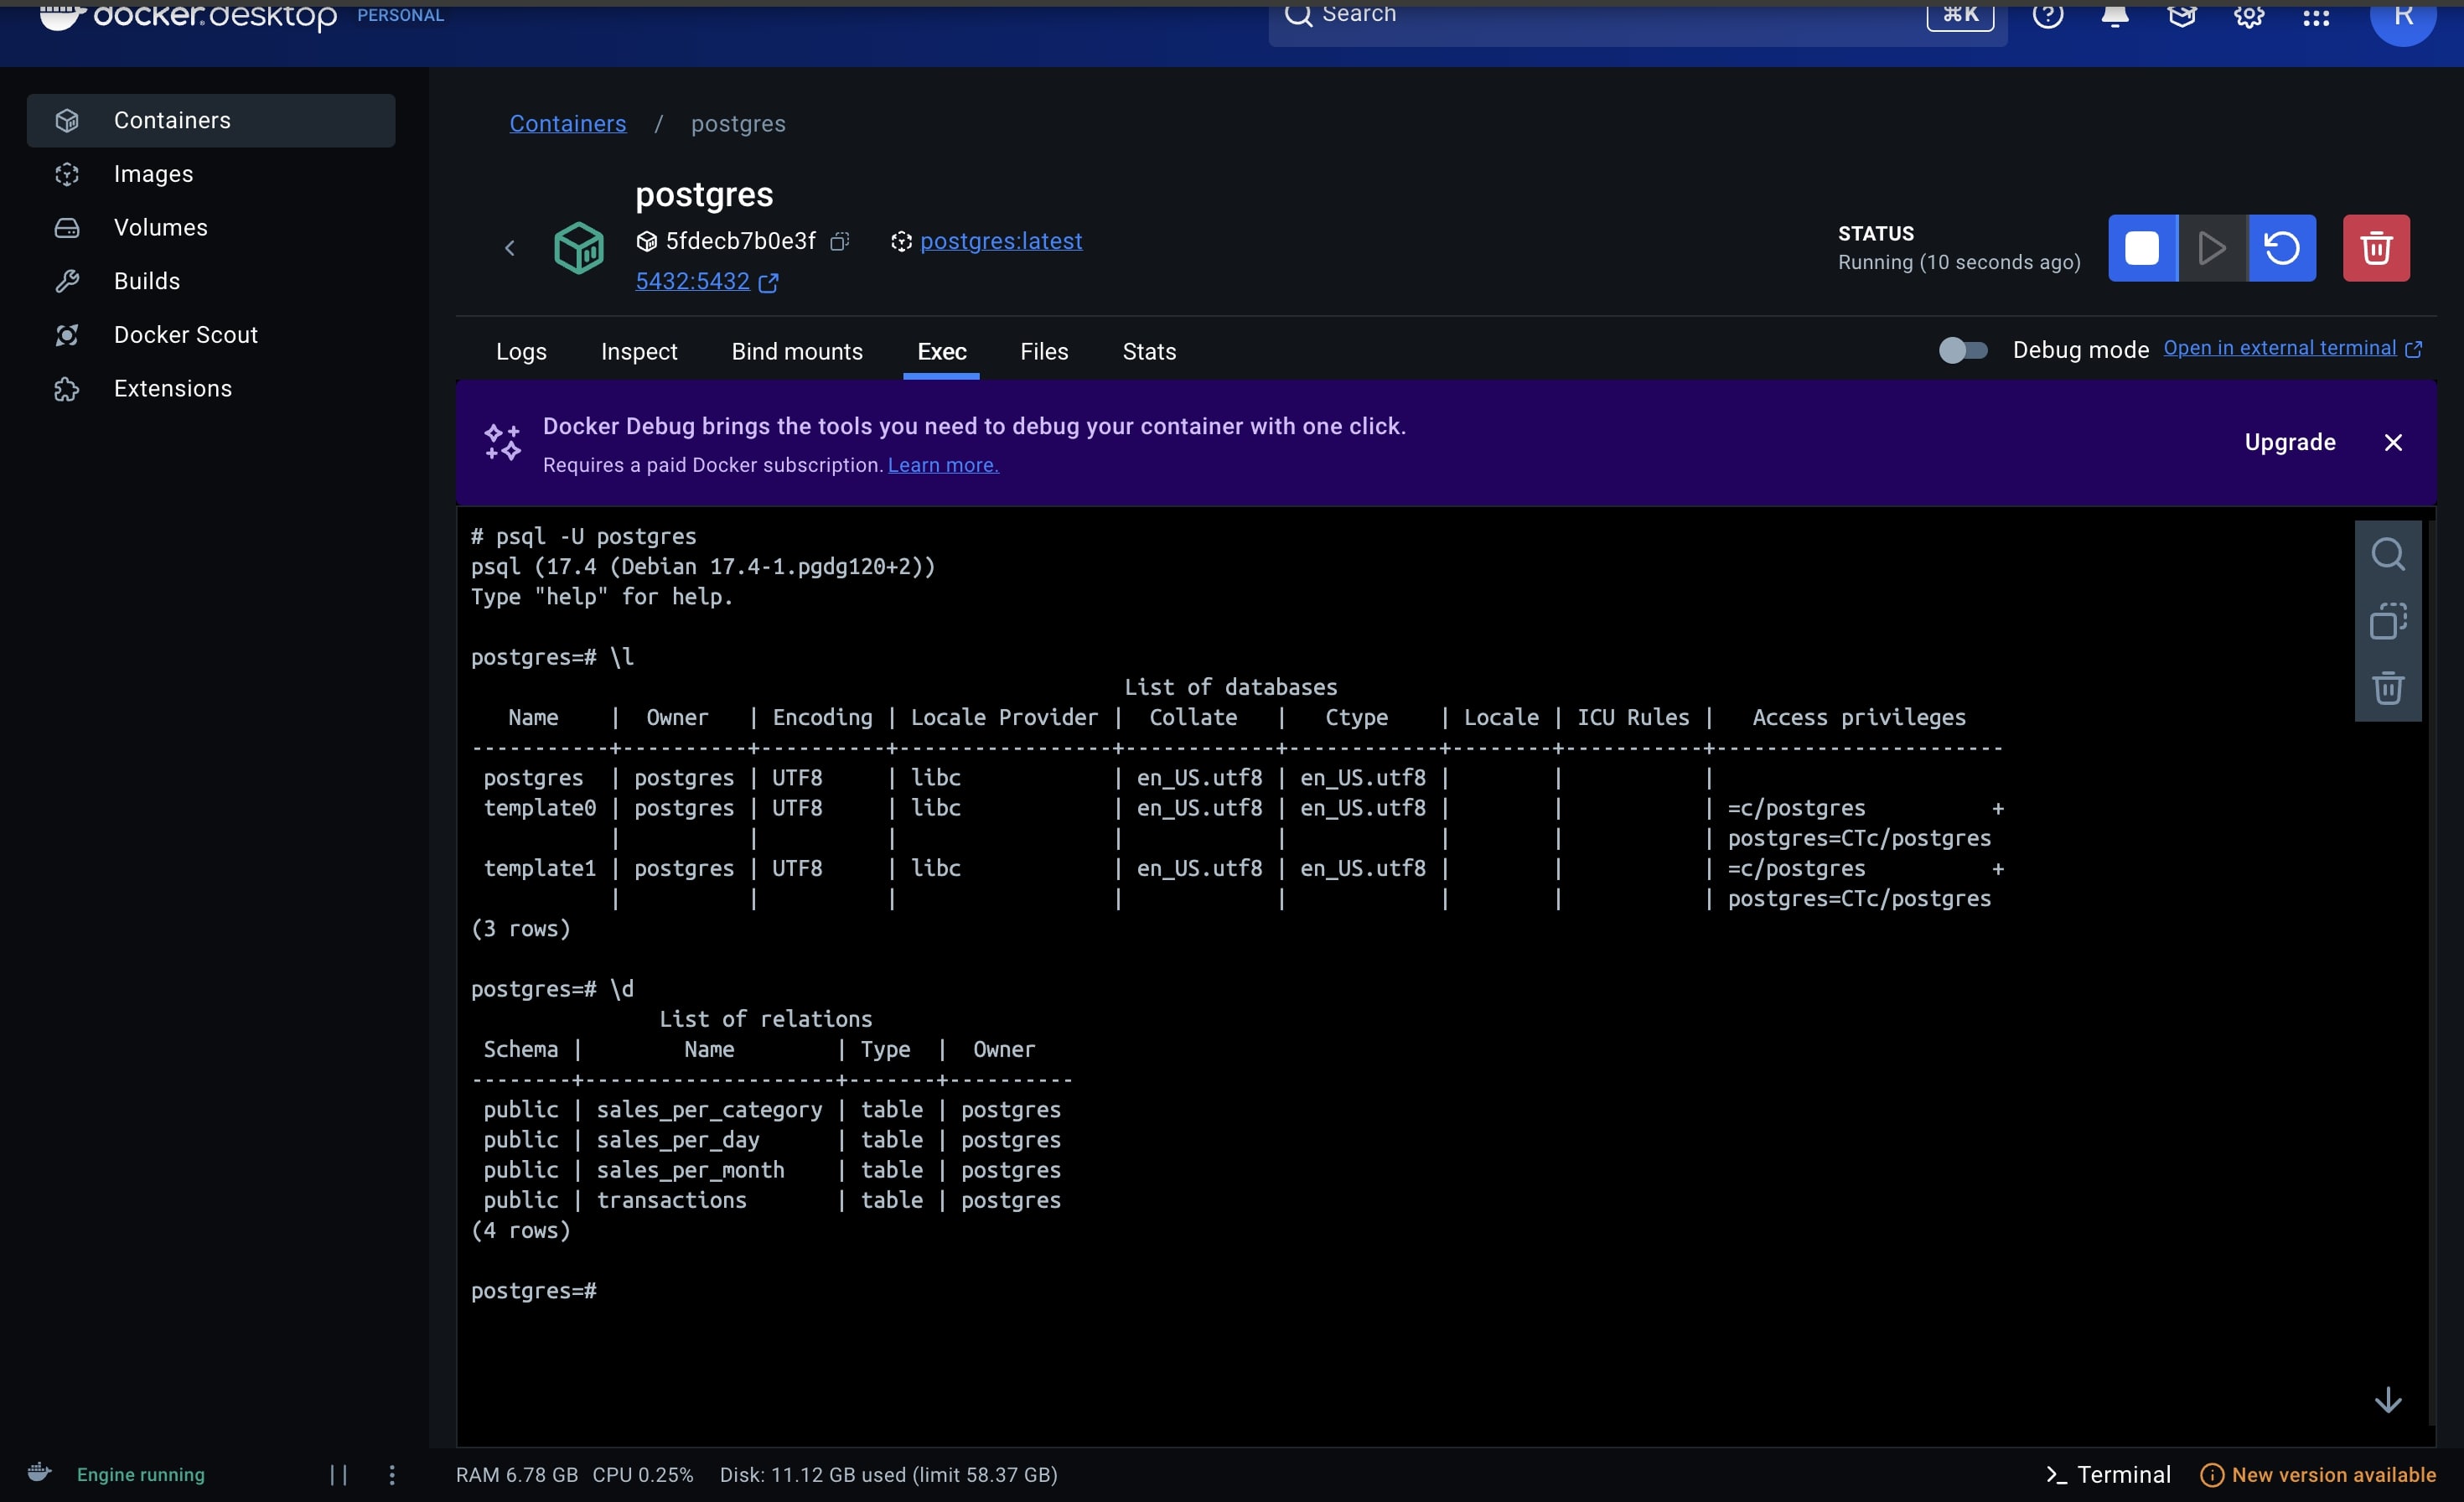 docker.desktop PERSONAL
Search
⌘K
R
Containers
Images
Volumes
Builds
Docker Scout
Extensions
Containers / postgres
postgres
5fdecb7b0e3f postgres:latest
5432:5432
STATUS
Running (10 seconds ago)
Logs Inspect Bind mounts Exec Files Stats
Debug mode Open in external terminal
Docker Debug brings the tools you need to debug your container with one click.
Requires a paid Docker subscription. Learn more.
Upgrade
# psql -U postgres
psql (17.4 (Debian 17.4-1.pgdg120+2))
Type "help" for help.
postgres=# \l
List of databases
   Name    |  Owner   | Encoding | Locale Provider |  Collate   |   Ctype    | Locale | ICU Rules |   Access privileges
-----------+----------+----------+-----------------+------------+------------+--------+-----------+-----------------------
 postgres  | postgres | UTF8     | libc            | en_US.utf8 | en_US.utf8 |        |           |
 template0 | postgres | UTF8     | libc            | en_US.utf8 | en_US.utf8 |        |           | =c/postgres          +
           |          |          |                 |            |            |        |           | postgres=CTc/postgres
 template1 | postgres | UTF8     | libc            | en_US.utf8 | en_US.utf8 |        |           | =c/postgres          +
           |          |          |                 |            |            |        |           | postgres=CTc/postgres
(3 rows)
postgres=# \d
List of relations
 Schema |        Name        | Type  |  Owner
--------+--------------------+-------+----------
 public | sales_per_category | table | postgres
 public | sales_per_day      | table | postgres
 public | sales_per_month    | table | postgres
 public | transactions       | table | postgres
(4 rows)
postgres=#
Engine running
RAM 6.78 GB CPU 0.25% Disk: 11.12 GB used (limit 58.37 GB)
Terminal
New version available